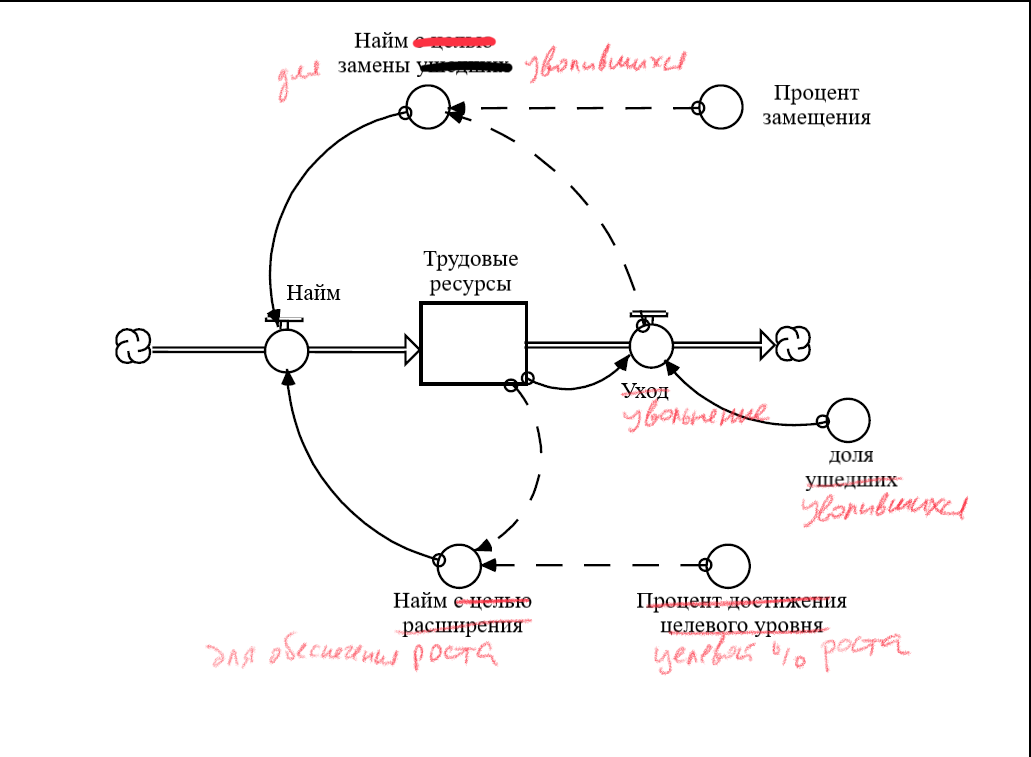 Найм с целью
для замены ушедших уволившихся
Процент
замещения
Трудовые
ресурсы
Найм
Уход
увольнение
доля
ушедших
уволившихся
Найм с целью
расширения
для обеспечения роста
Процент достижения
целевого уровня
целевой % роста